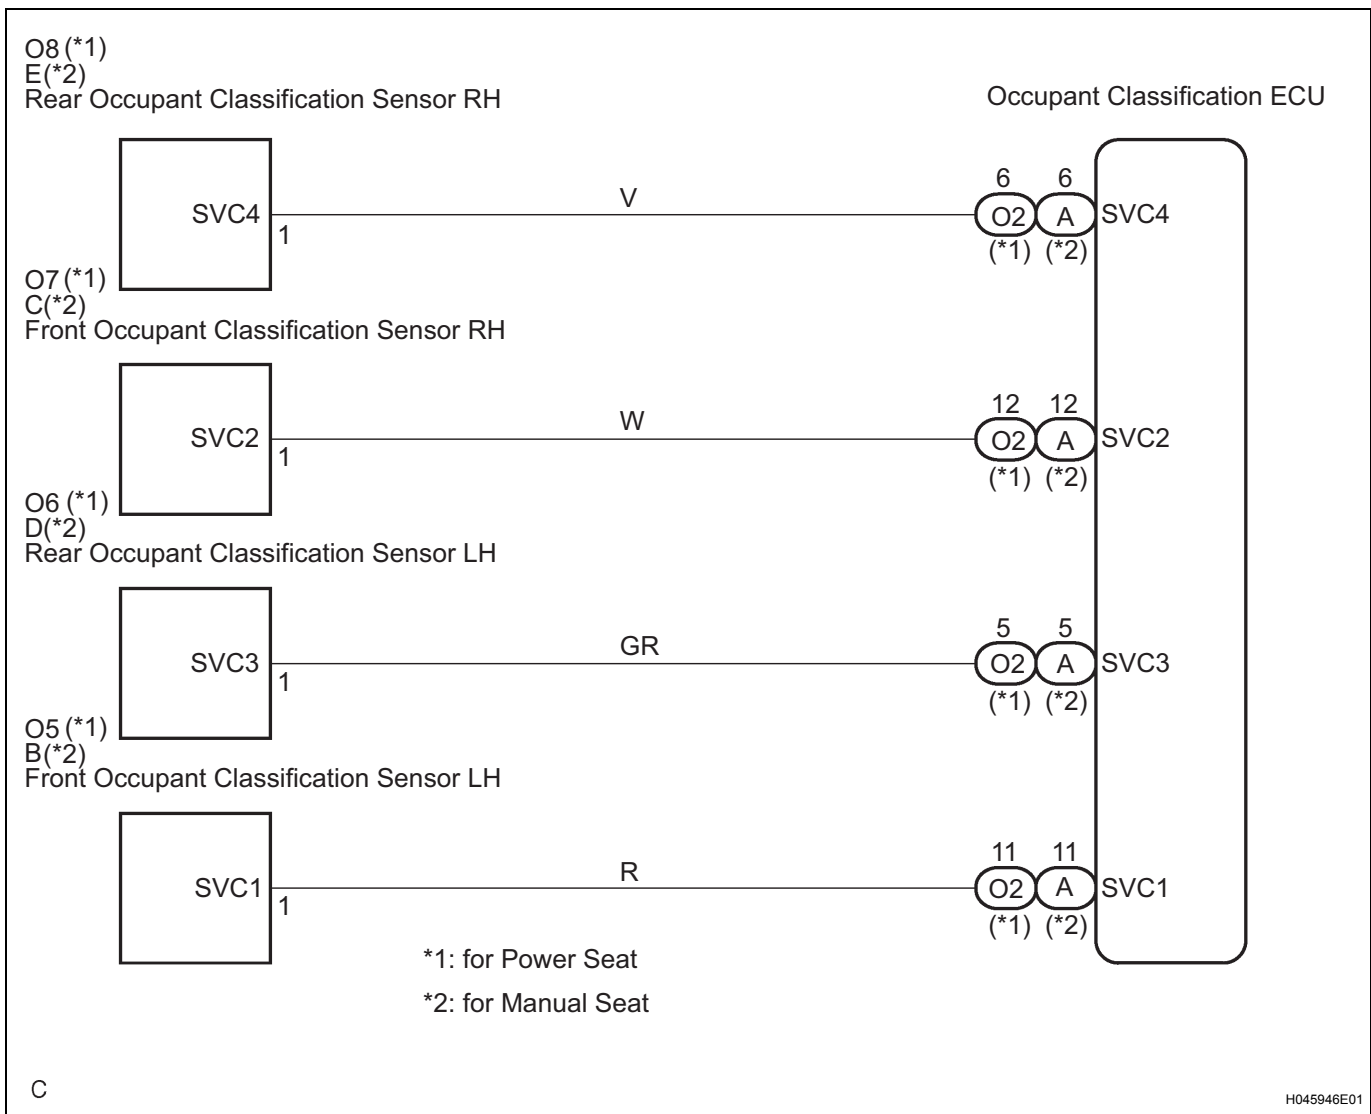 O8 (*1)
E(*2)
Rear Occupant Classification Sensor RH
Occupant Classification ECU
SVC4
1
V
6 6
O2 A
(*1) (*2)
SVC4
O7 (*1)
C(*2)
Front Occupant Classification Sensor RH
SVC2
1
W
12 12
O2 A
(*1) (*2)
SVC2
O6 (*1)
D(*2)
Rear Occupant Classification Sensor LH
SVC3
1
GR
5 5
O2 A
(*1) (*2)
SVC3
O5 (*1)
B(*2)
Front Occupant Classification Sensor LH
SVC1
1
R
11 11
O2 A
(*1) (*2)
SVC1
*1: for Power Seat
*2: for Manual Seat
C
H045946E01